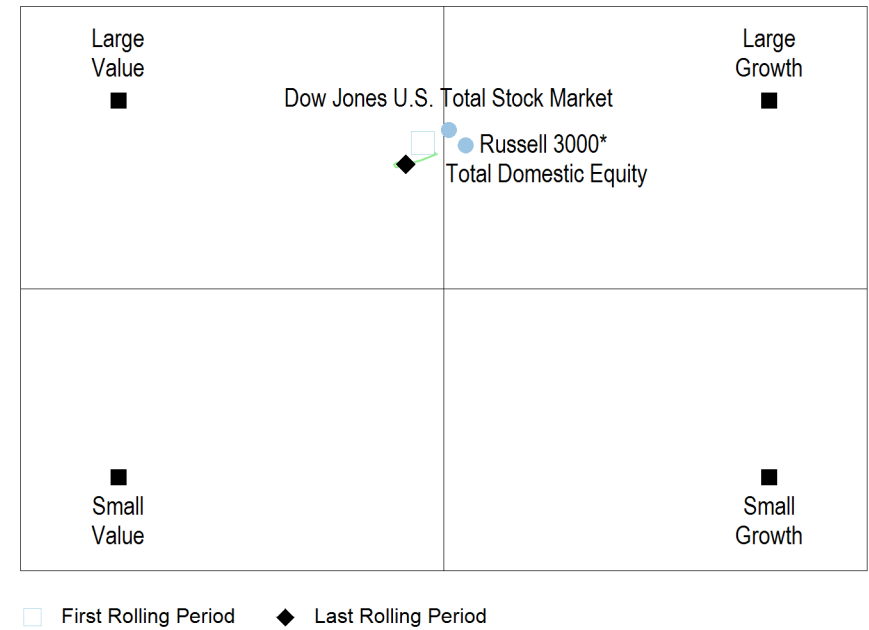 Large
Value
Large
Growth
Dow Jones U.S. Total Stock Market
Russell 3000*
Total Domestic Equity
Small
Value
Small
Growth
First Rolling Period
Last Rolling Period